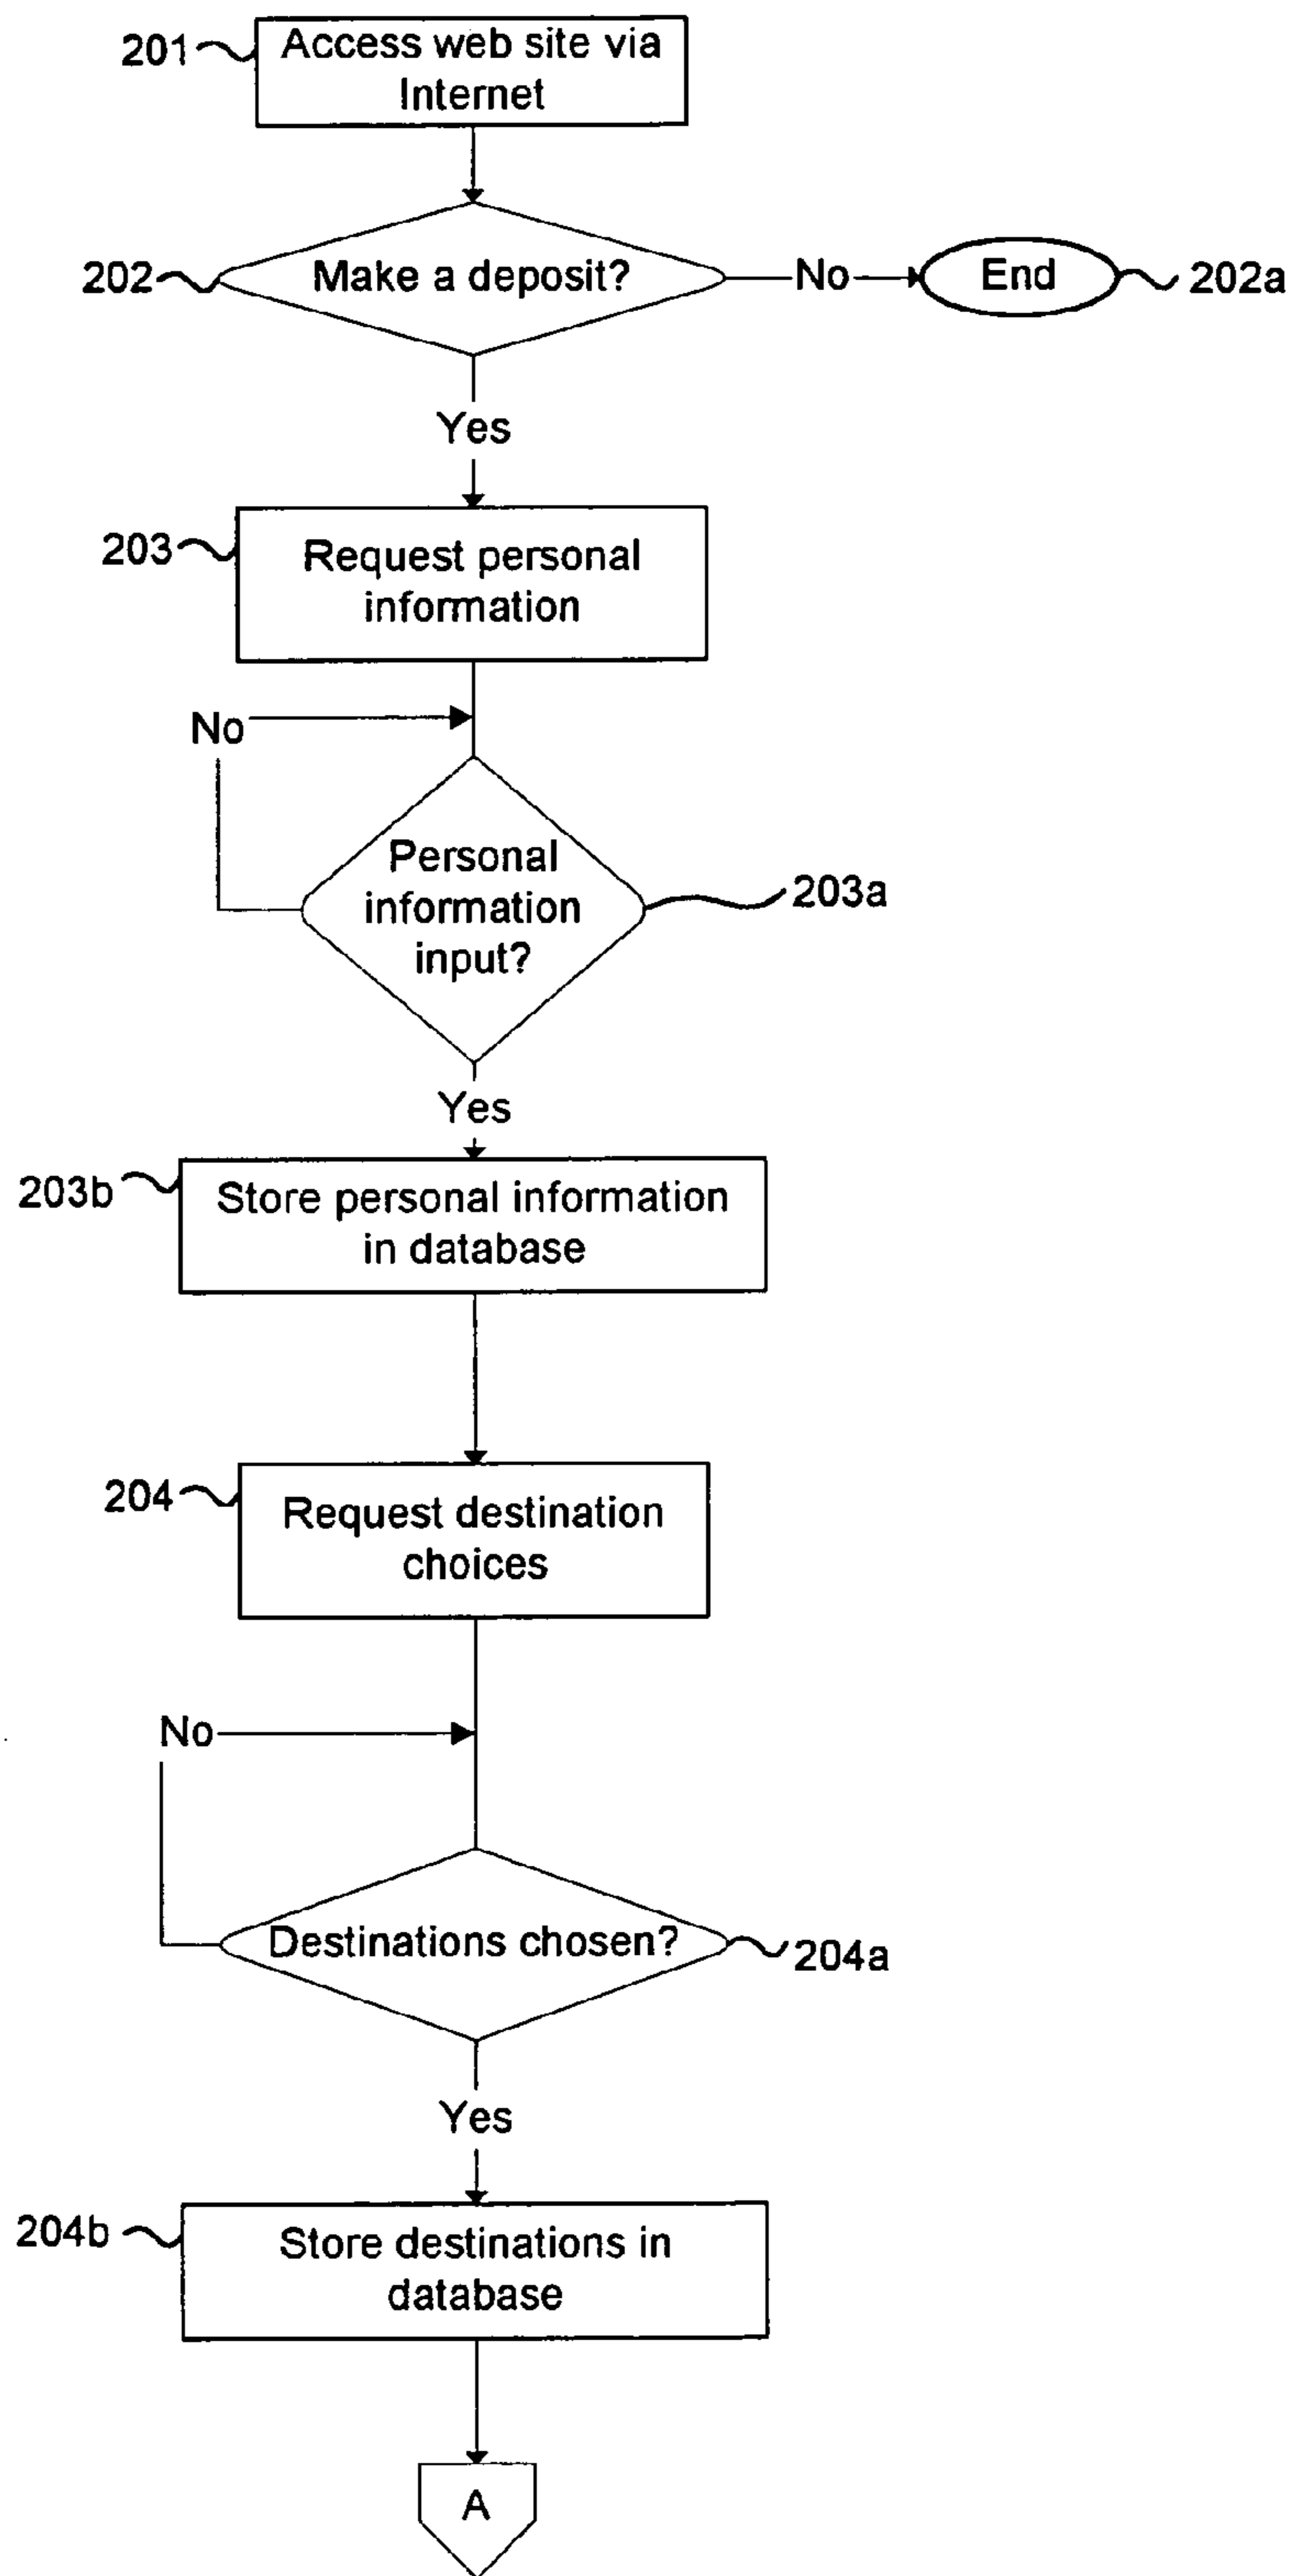 201
Access web site via
Internet
202
Make a deposit?
No
End
202a
Yes
203
Request personal
information
No
Personal
information
input?
203a
Yes
203b
Store personal information
in database
204
Request destination
choices
No
Destinations chosen?
204a
Yes
204b
Store destinations in
database
A